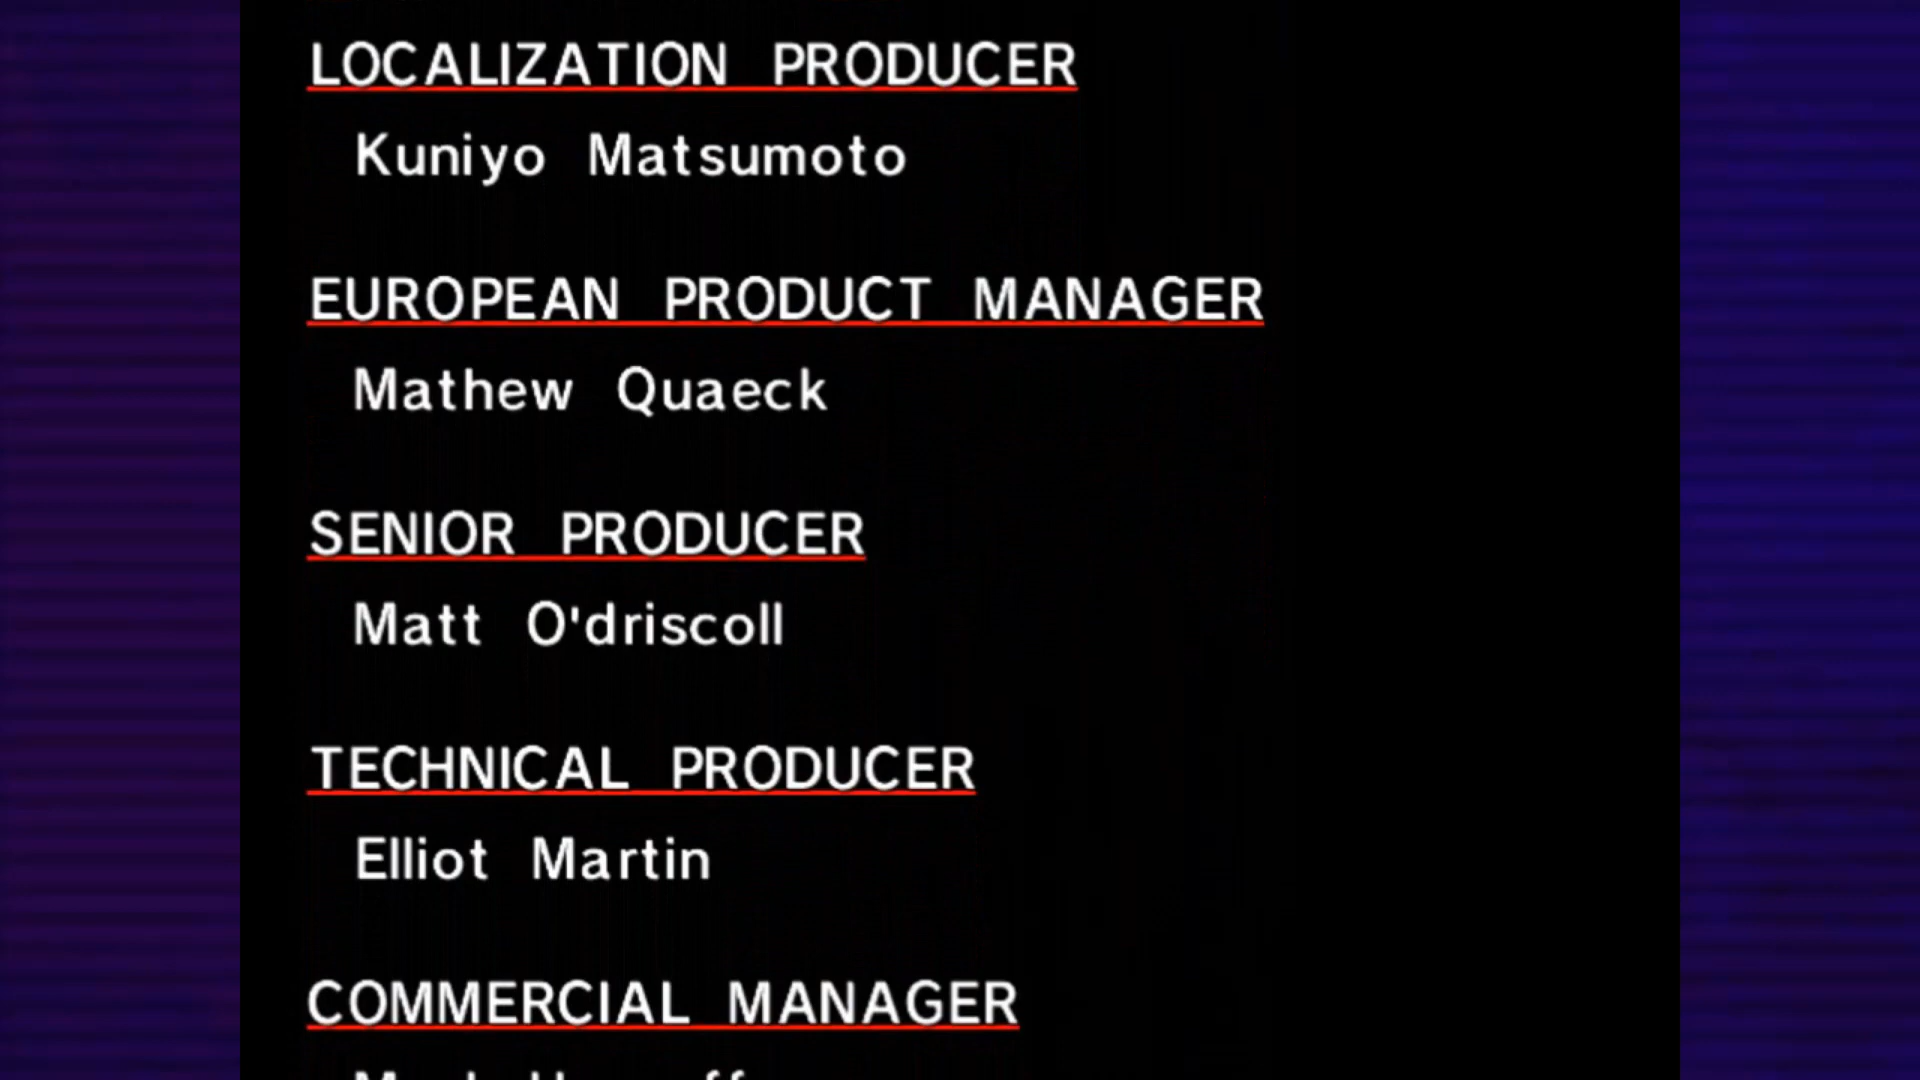 LOCALIZATION PRODUCER
Kuniyo Matsumoto
EUROPEAN PRODUCT MANAGER
Mathew Quaeck
SENIOR PRODUCER
Matt O'driscoll
TECHNICAL PRODUCER
Elliot Martin
COMMERCIAL MANAGER